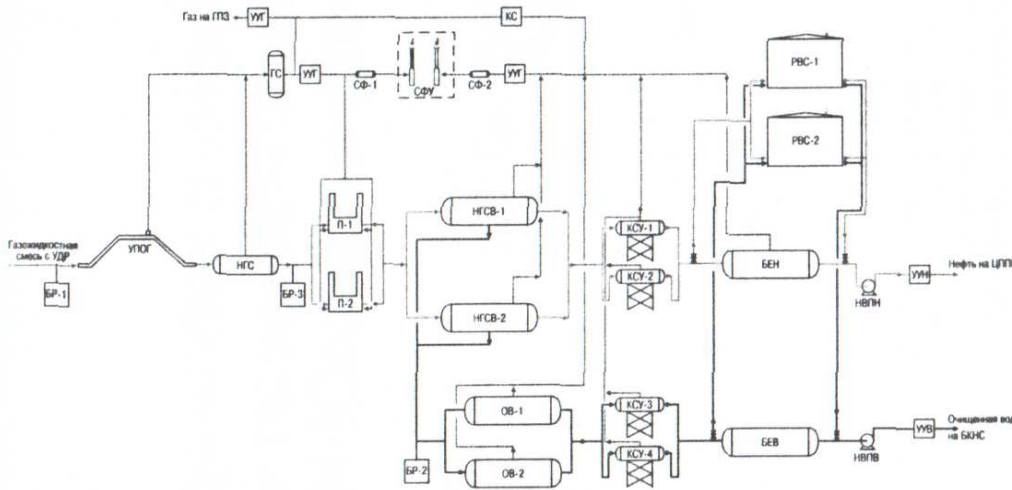 Газ на ГПЗ
УУГ
КС
ГС
УУГ
СФ-1
СФУ
СФ-2
УУГ
РВС-1
РВС-2
Газожидкостная
смесь с УДР
БР-1
УПОГ
НГС
БР-3
П-1
П-2
НГСВ-1
НГСВ-2
КСУ-1
КСУ-2
БЕН
НВПН
УУН
Нефть на ЦПП
БР-2
ОВ-1
ОВ-2
КСУ-3
КСУ-4
БЕВ
НВПВ
УУВ
Очищенная вод
на БКНС